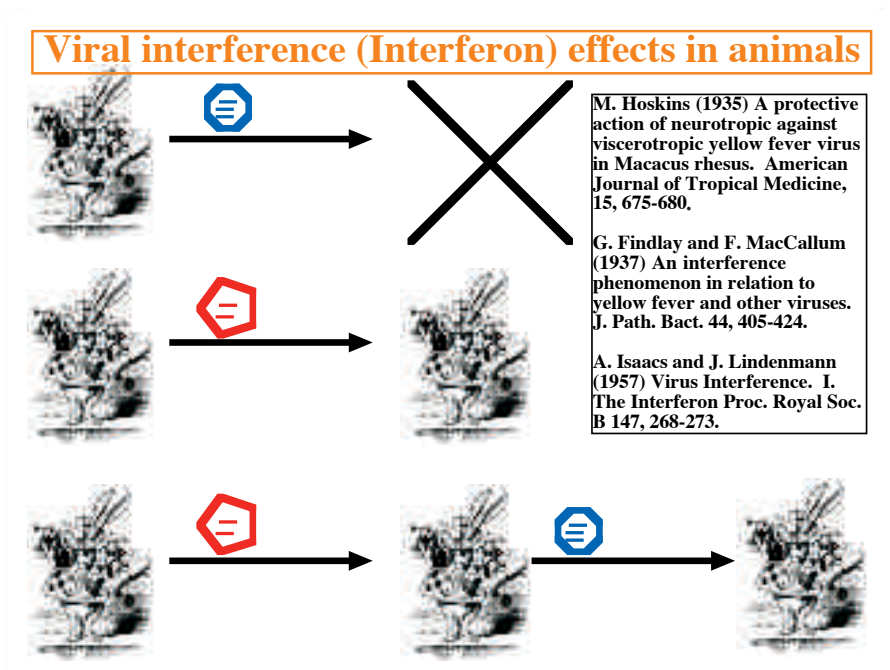 Viral interference (Interferon) effects in animals
M. Hoskins (1935) A protective
action of neurotropic against
viscerotropic yellow fever virus
in Macacus rhesus.  American
Journal of Tropical Medicine,
15, 675-680.
G. Findlay and F. MacCallum
(1937) An interference
phenomenon in relation to
yellow fever and other viruses.
J. Path. Bact. 44, 405-424.
A. Isaacs and J. Lindenmann
(1957) Virus Interference.  I.
The Interferon Proc. Royal Soc.
B 147, 268-273.